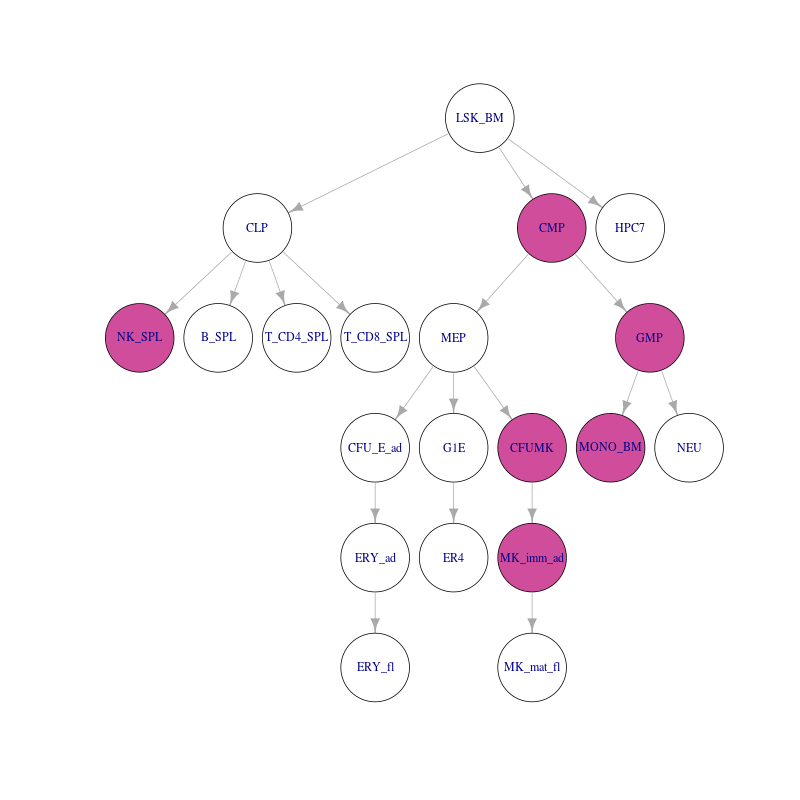 LSK_BM
CLP
CMP
HPC7
NK_SPL
B_SPL
T_CD4_SPL
T_CD8_SPL
MEP
GMP
CFU_E_ad
G1E
CFUMK
MONO_BM
NEU
ERY_ad
ER4
MK_imm_ad
ERY_fl
MK_mat_fl